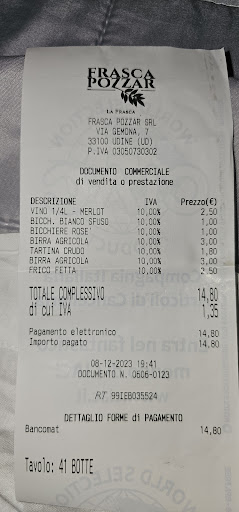 FRASCA
POZZAR
LA FRASCA
FRASCA POZZAR SRL
VIA GEMONA, 7
33100 UDINE (UD)
P.IVA 03050730302
DOCUMENTO COMMERCIALE
di vendita o prestazione
DESCRIZIONE IVA Prezzo(€)
VINO 1/4L - MERLOT 10,00% 2,50
BICCH. BIANCO SFUSO 10,00% 1,00
BICCHIERE ROSE' 10,00% 1,00
BIRRA AGRICOLA 10,00% 3,00
TARTINA CRUDO 10,00% 1,80
BIRRA AGRICOLA 10,00% 3,00
FRICO FETTA 10,00% 2,50
TOTALE COMPLESSIVO 14,80
di cui IVA 1,35
Pagamento elettronico 14,80
Importo pagato 14,80
08-12-2023 19:41
DOCUMENTO N. 0606-0123
RT 99IEB035524
DETTAGLIO FORME di PAGAMENTO
Bancomat 14,80
Tavolo: 41 BOTTE